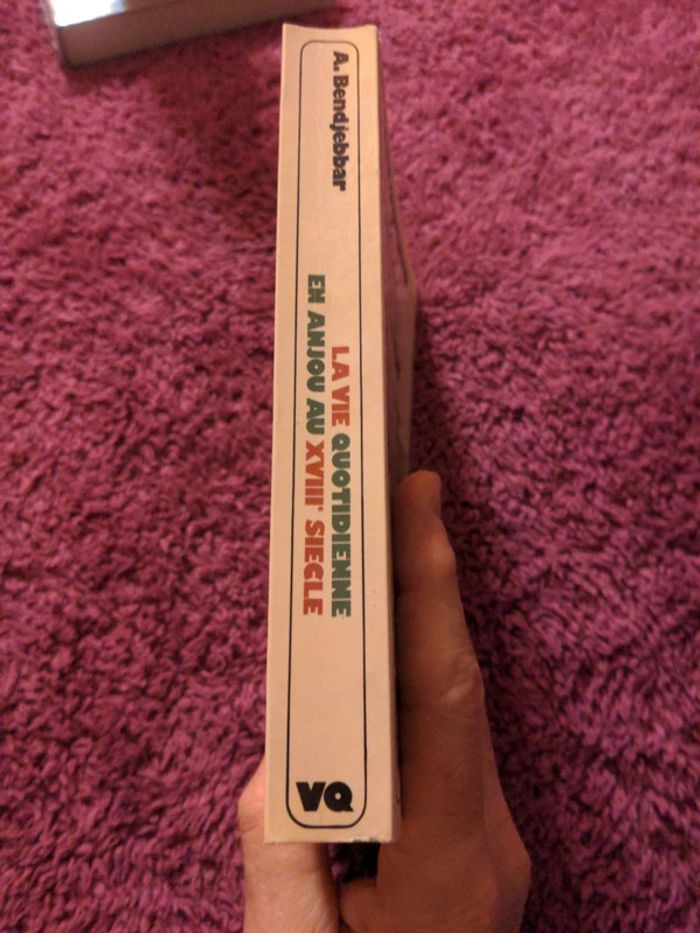 A. Bendjebbar
LA VIE QUOTIDIENNE
EN ANJOU AU XVIIIᵉ SIECLE
VQ